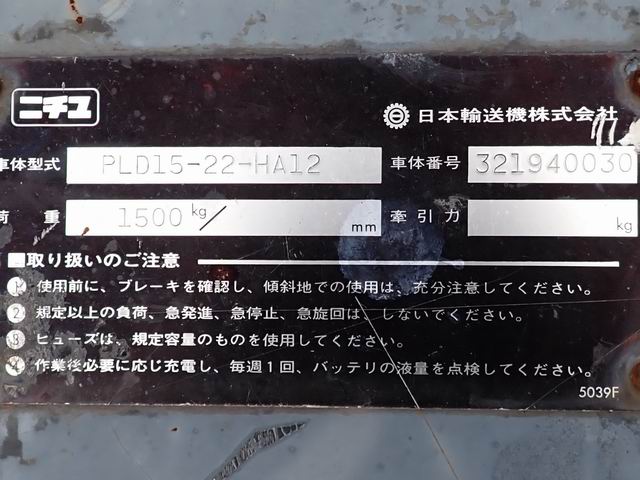 ニチユ
日本輸送機株式会社
車体型式 PLD15-22-HA12 車体番号 321940030
荷重 1500 kg/ mm 牽引力 kg
■取り扱いのご注意
1 使用前に、ブレーキを確認し、傾斜地での使用は、充分注意してください。
2 規定以上の負荷、急発進、急停止、急旋回は しないでください。
3 ヒューズは、規定容量のものを使用してください。
4 作業後必要に応じ充電し、毎週1回、バッテリの液量を点検してください。
5039F